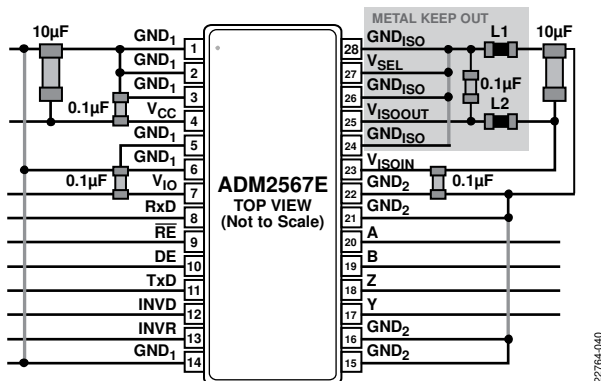 METAL KEEP OUT
10µF
GND1
1
28
GNDISO
L1
10µF
GND1
2
27
VSEL
GND1
3
26
GNDISO
0.1µF
0.1µF
VCC
4
25
VISOOUT
L2
GND1
5
24
GNDISO
GND1
6
23
VISOIN
0.1µF
VIO
7
ADM2567E
TOP VIEW
(Not to Scale)
22
GND2
0.1µF
RxD
8
21
GND2
RE
9
20
A
DE
10
19
B
TxD
11
18
Z
INVD
12
17
Y
INVR
13
16
GND2
GND1
14
15
GND2
22764-040